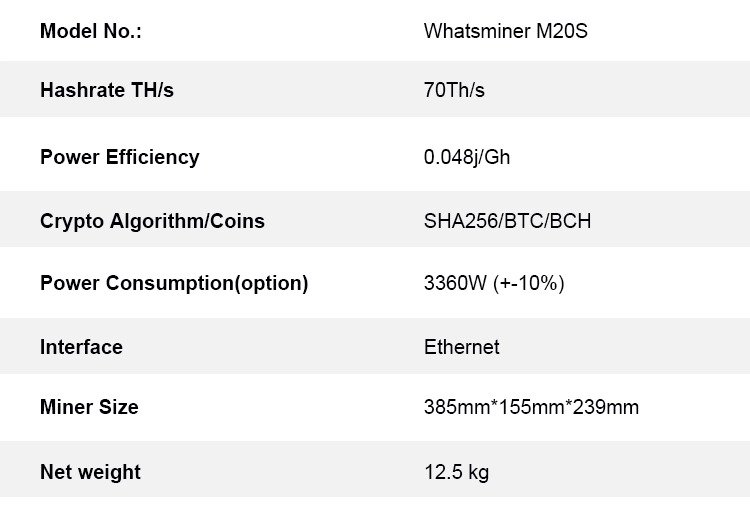 Model No.: Whatsminer M20S
Hashrate TH/s 70Th/s
Power Efficiency 0.048j/Gh
Crypto Algorithm/Coins SHA256/BTC/BCH
Power Consumption(option) 3360W (+-10%)
Interface Ethernet
Miner Size 385mm*155mm*239mm
Net weight 12.5 kg